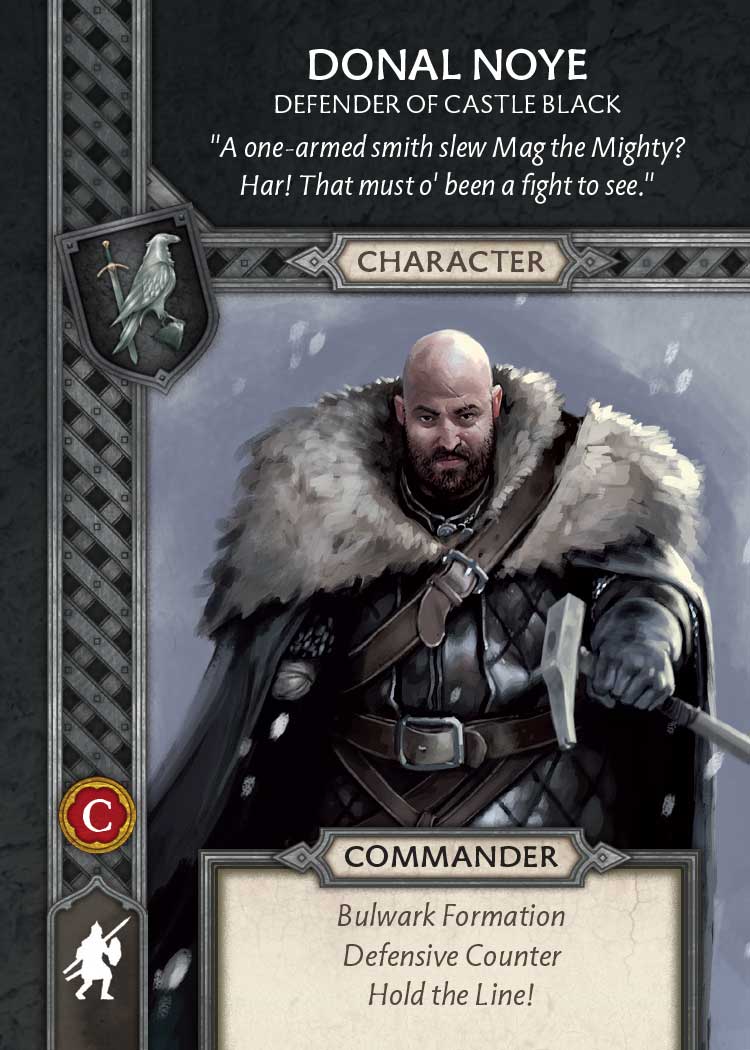 DONAL NOYE
DEFENDER OF CASTLE BLACK
"A one-armed smith slew Mag the Mighty?
Har! That must o' been a fight to see."
CHARACTER
C
COMMANDER
Bulwark Formation
Defensive Counter
Hold the Line!